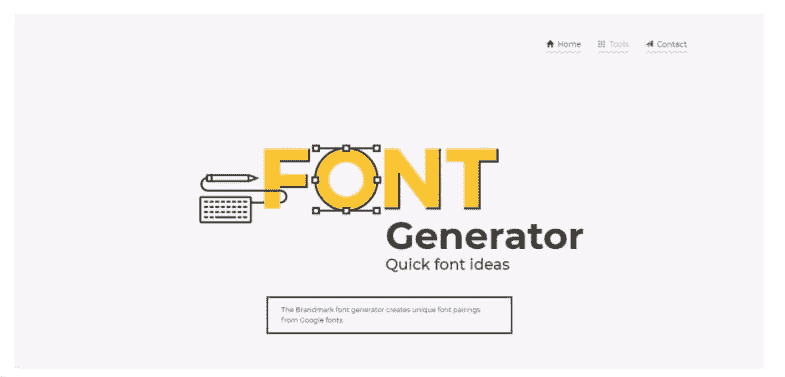 Home Tools Contact
FONT
Generator
Quick font ideas
The Brandmark font generator creates unique font pairings
from Google fonts.